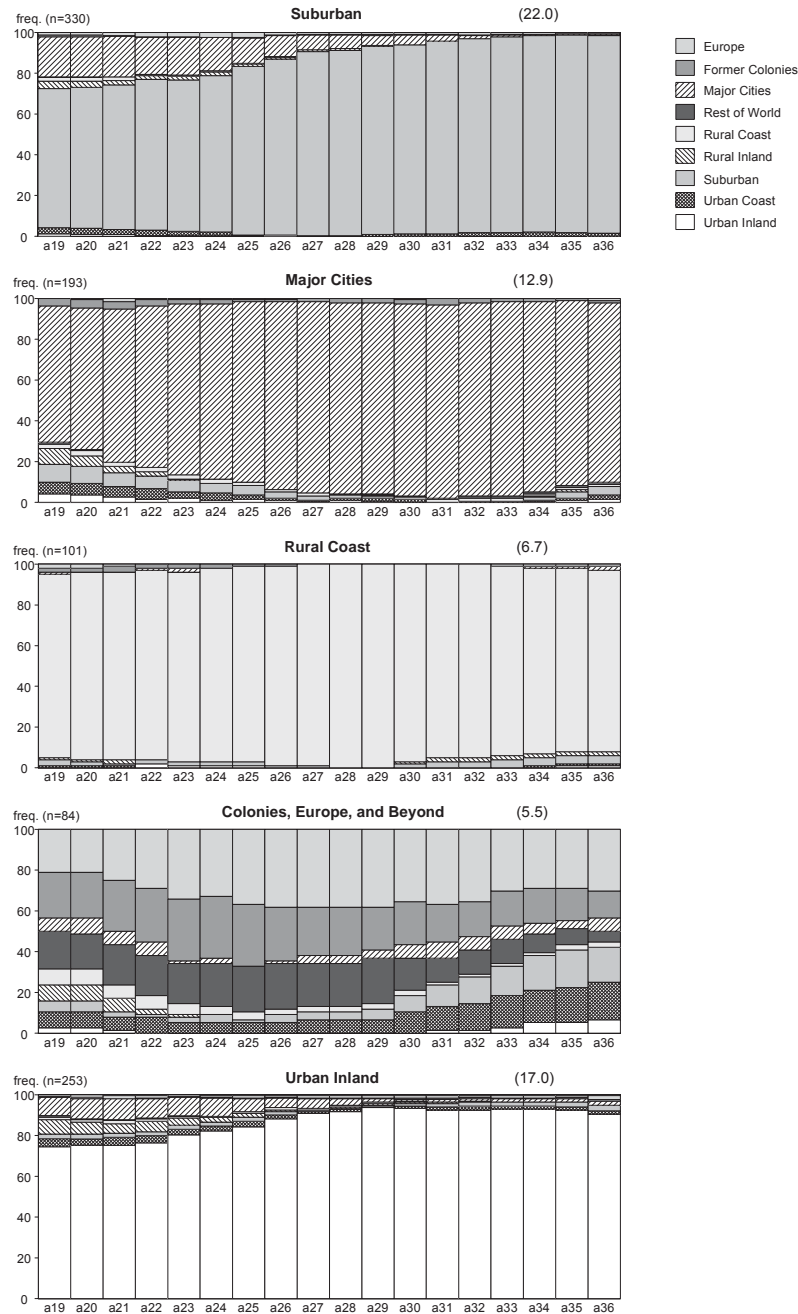 freq. (n=330) Suburban (22.0)
100
80
60
40
20
0
a19 a20 a21 a22 a23 a24 a25 a26 a27 a28 a29 a30 a31 a32 a33 a34 a35 a36
Europe
Former Colonies
Major Cities
Rest of World
Rural Coast
Rural Inland
Suburban
Urban Coast
Urban Inland
freq. (n=193) Major Cities (12.9)
100
80
60
40
20
0
a19 a20 a21 a22 a23 a24 a25 a26 a27 a28 a29 a30 a31 a32 a33 a34 a35 a36
freq. (n=101) Rural Coast (6.7)
100
80
60
40
20
0
a19 a20 a21 a22 a23 a24 a25 a26 a27 a28 a29 a30 a31 a32 a33 a34 a35 a36
freq. (n=84) Colonies, Europe, and Beyond (5.5)
100
80
60
40
20
0
a19 a20 a21 a22 a23 a24 a25 a26 a27 a28 a29 a30 a31 a32 a33 a34 a35 a36
freq. (n=253) Urban Inland (17.0)
100
80
60
40
20
0
a19 a20 a21 a22 a23 a24 a25 a26 a27 a28 a29 a30 a31 a32 a33 a34 a35 a36